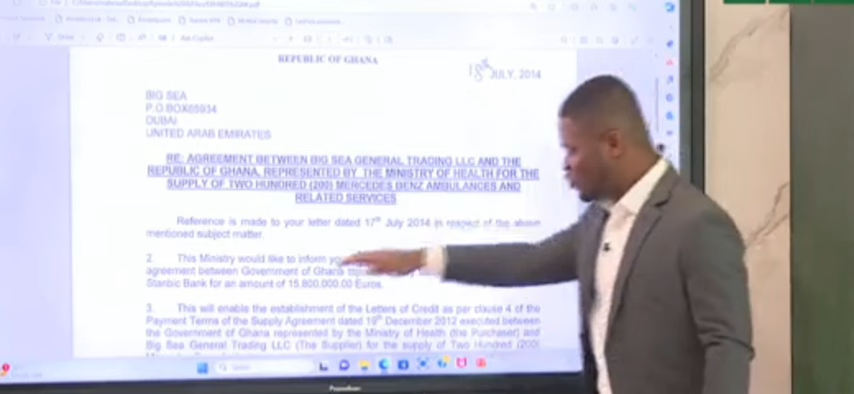 REPUBLIC OF GHANA
18th JULY, 2014
BIG SEA
P.O BOX65934
DUBAI
UNITED ARAB EMIRATES
RE: AGREEMENT BETWEEN BIG SEA GENERAL TRADING LLC AND THE
REPUBLIC OF GHANA, REPRESENTED BY THE MINISTRY OF HEALTH FOR THE
SUPPLY OF TWO HUNDRED (200) MERCEDES BENZ AMBULANCES AND
RELATED SERVICES
Reference is made to your letter dated 17th July 2014 in respect of the above
mentioned subject matter.
2. This Ministry would like to inform
agreement between Government of Ghana
Stanbic Bank for an amount of 15,800,000.00 Euros.
3. This will enable the establishment of the Letters of Credit as per clause 4 of the
Payment Terms of the Supply Agreement dated 19th December 2012 executed between
the Government of Ghana represented by the Ministry of Health (the Purchaser) and
Big Sea General Trading LLC (The Supplier) for the supply of Two Hundred (200)